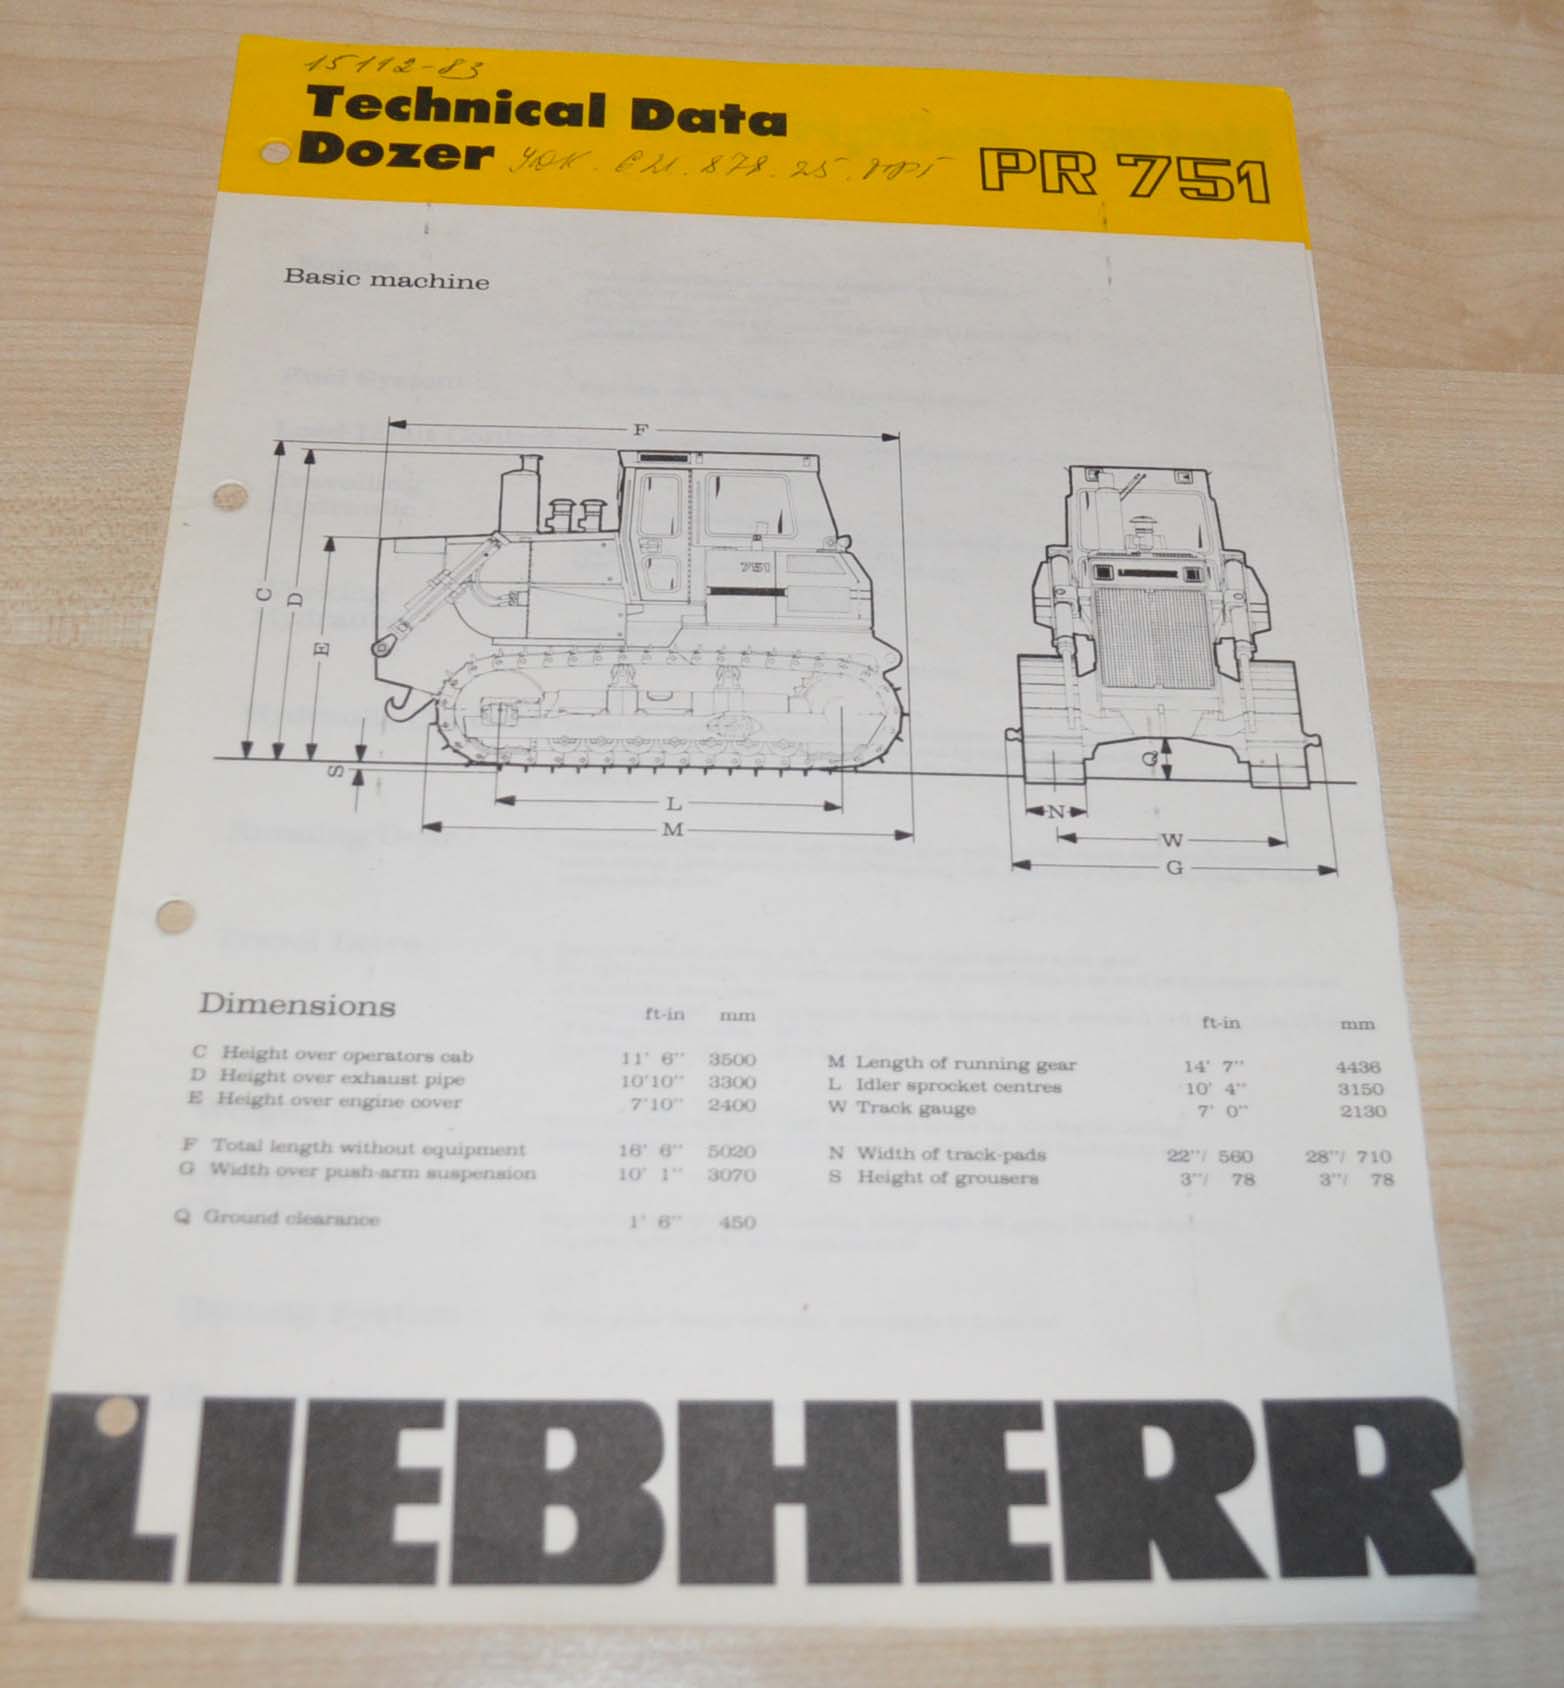 15112-83
Technical Data
Dozer
PR 751
Basic machine
F
C
D
E
S
L
M
751
LIEBHERR
Q
N
W
G
Dimensions ft-in mm
C Height over operators cab 11' 6" 3500
D Height over exhaust pipe 10'10" 3300
E Height over engine cover 7'10" 2400
F Total length without equipment 16' 6" 5020
G Width over push-arm suspension 10' 1" 3070
Q Ground clearance 1' 6" 450
ft-in mm
M Length of running gear 14' 7" 4436
L Idler sprocket centres 10' 4" 3150
W Track gauge 7' 0" 2130
N Width of track-pads 22"/ 560 28"/ 710
S Height of grousers 3"/ 78 3"/ 78
LIEBHERR